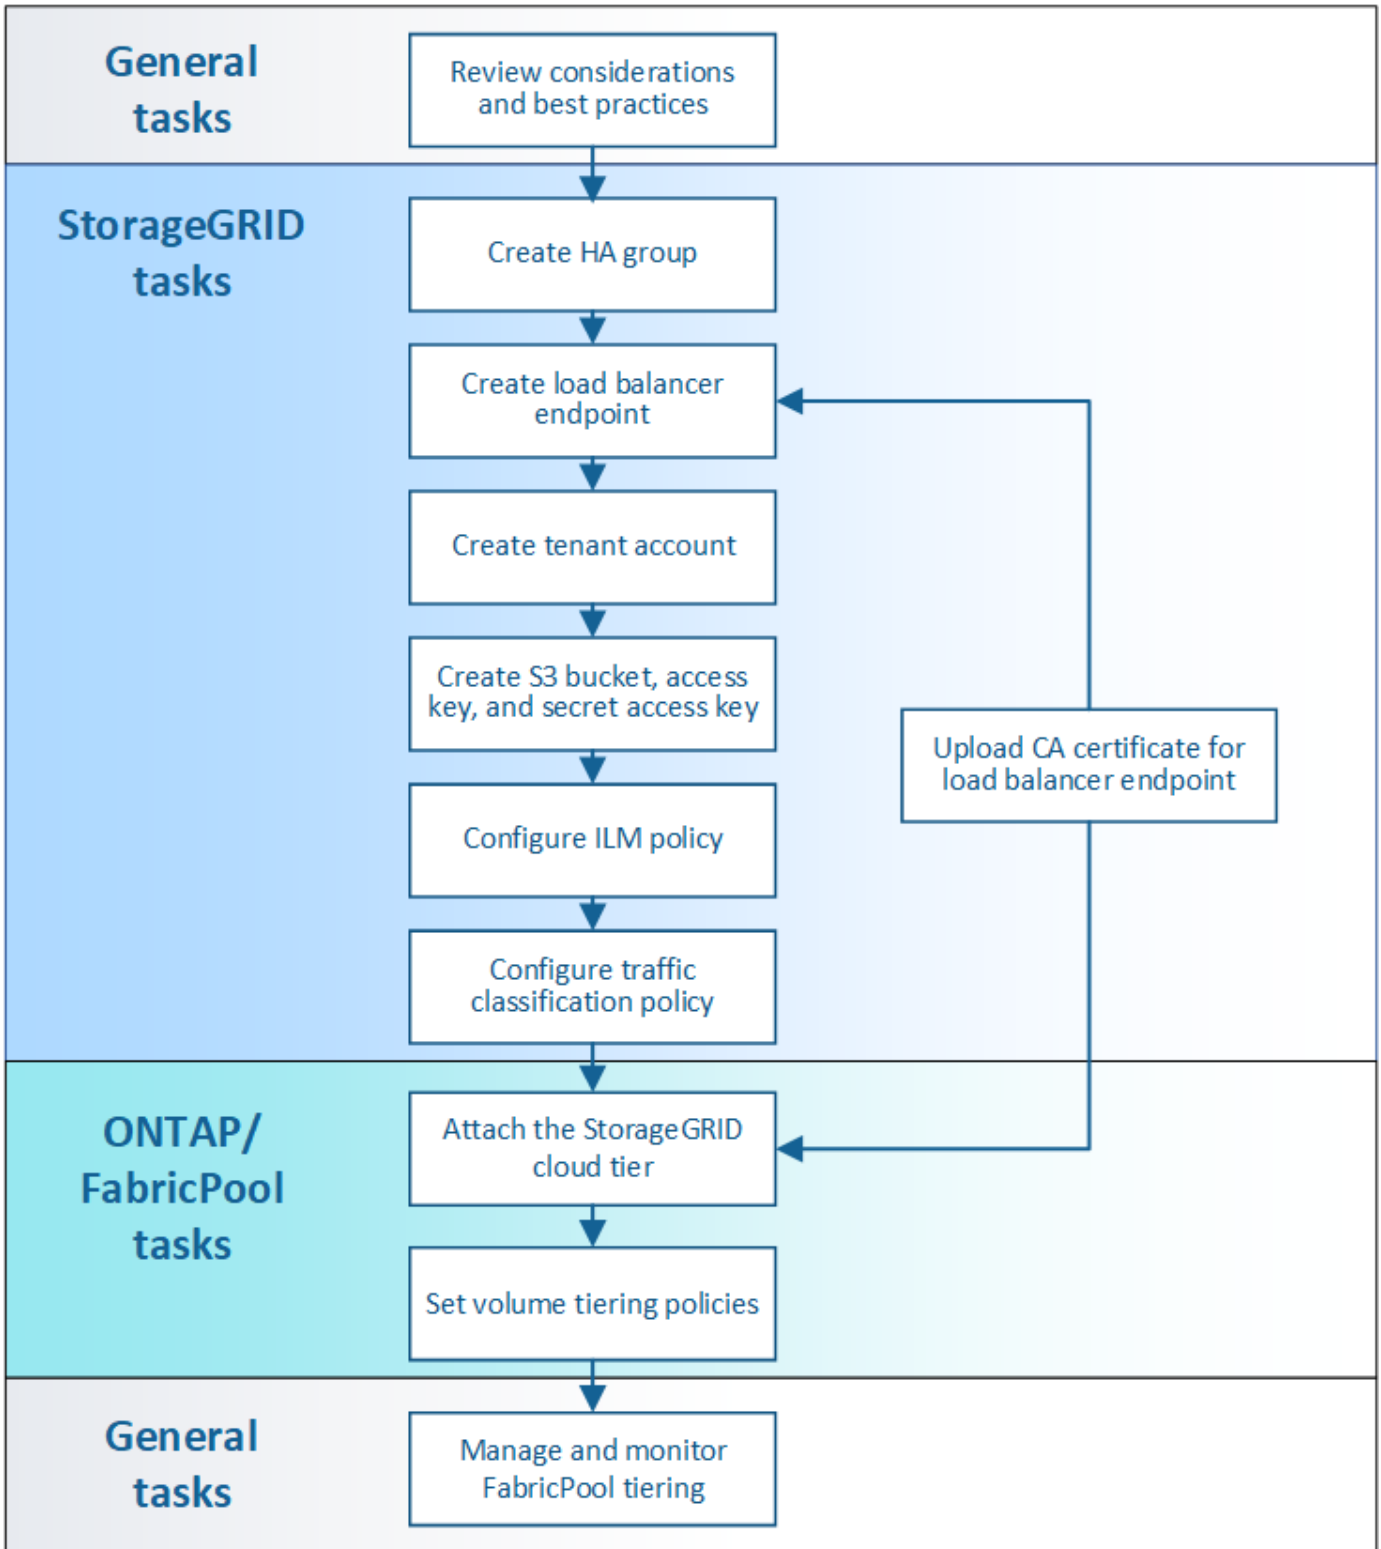 General
tasks
Review considerations
and best practices
StorageGRID
tasks
Create HA group
Create load balancer
endpoint
Create tenant account
Create S3 bucket, access
key, and secret access key
Upload CA certificate for
load balancer endpoint
Configure ILM policy
Configure traffic
classification policy
ONTAP/
FabricPool
tasks
Attach the StorageGRID
cloud tier
Set volume tiering policies
General
tasks
Manage and monitor
FabricPool tiering